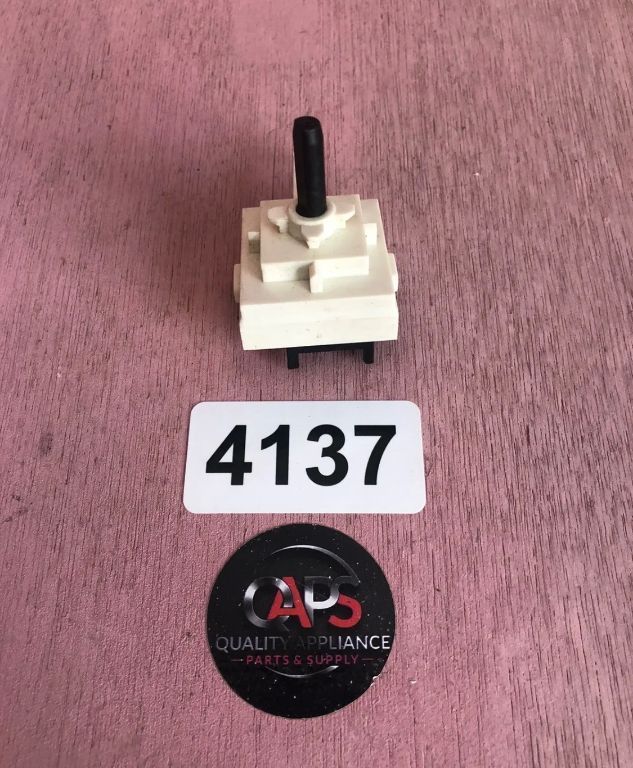 4137
QAPS
QUALITY APPLIANCE
PARTS & SUPPLY